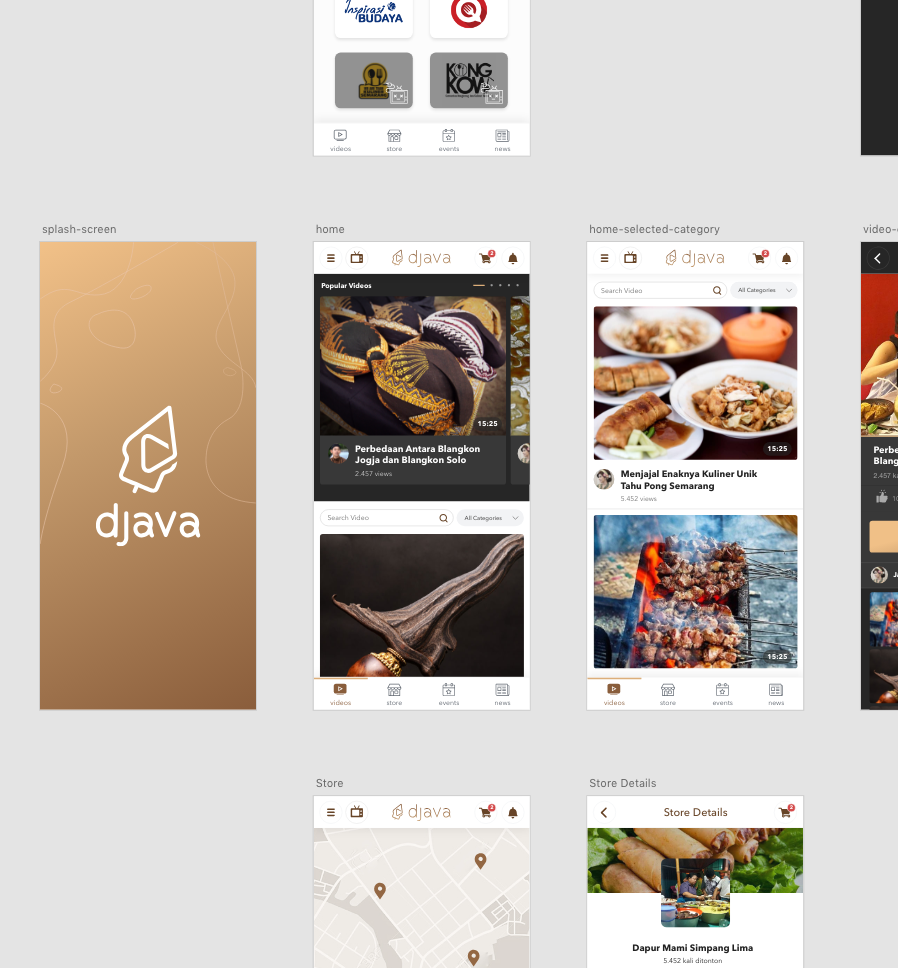 Inspirasi
BUDAYA
KONG
KOW
videos
store
events
news
splash-screen
home
home-selected-category
video-
djava
djava
djava
Popular Videos
15:25
Perbedaan Antara Blangkon
Jogja dan Blangkon Solo
2.457 views
Search Video
All Categories
videos
store
events
news
Search Video
All Categories
15:25
Menjajal Enaknya Kuliner Unik
Tahu Pong Semarang
5.452 views
15:25
videos
store
events
news
Perbe
Blang
2.457 k
10
Ja
Store
Store Details
djava
Store Details
Dapur Mami Simpang Lima
5.452 kali ditonton